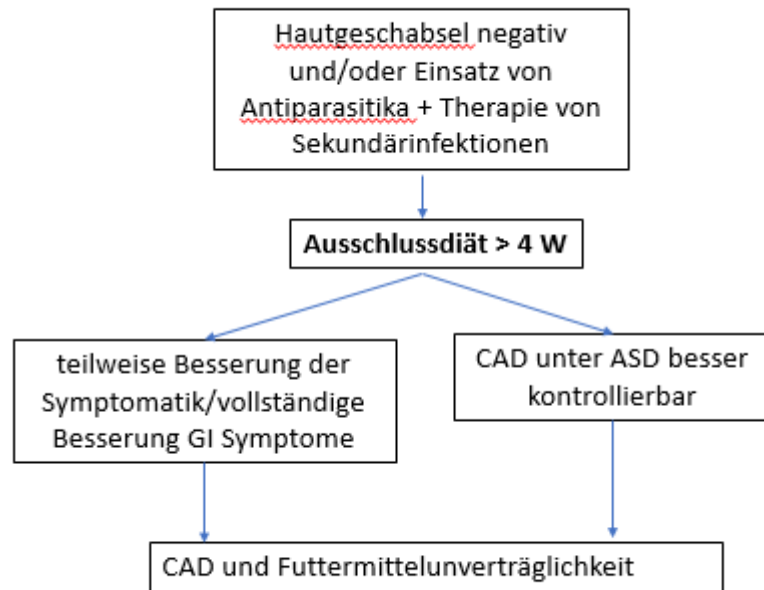 Hautgeschabsel negativ
und/oder Einsatz von
Antiparasitika + Therapie von
Sekundärinfektionen
Ausschlussdiät > 4 W
teilweise Besserung der
Symptomatik/vollständige
Besserung GI Symptome
CAD unter ASD besser
kontrollierbar
CAD und Futtermittelunverträglichkeit